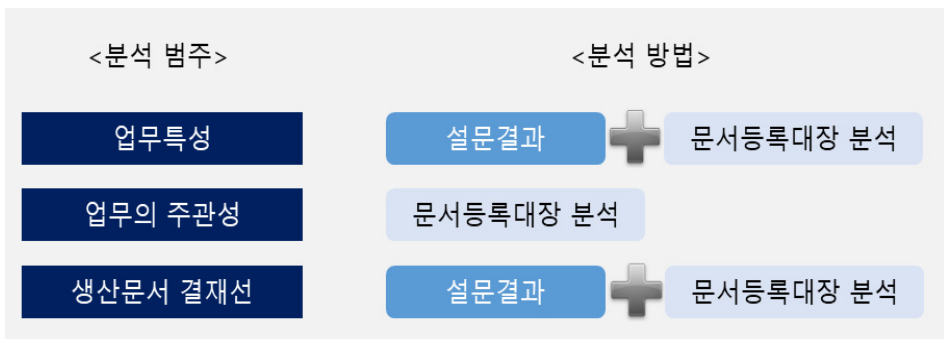 <분석 범주> <분석 방법>
업무특성 설문결과 문서등록대장 분석
업무의 주관성 문서등록대장 분석
생산문서 결재선 설문결과 문서등록대장 분석